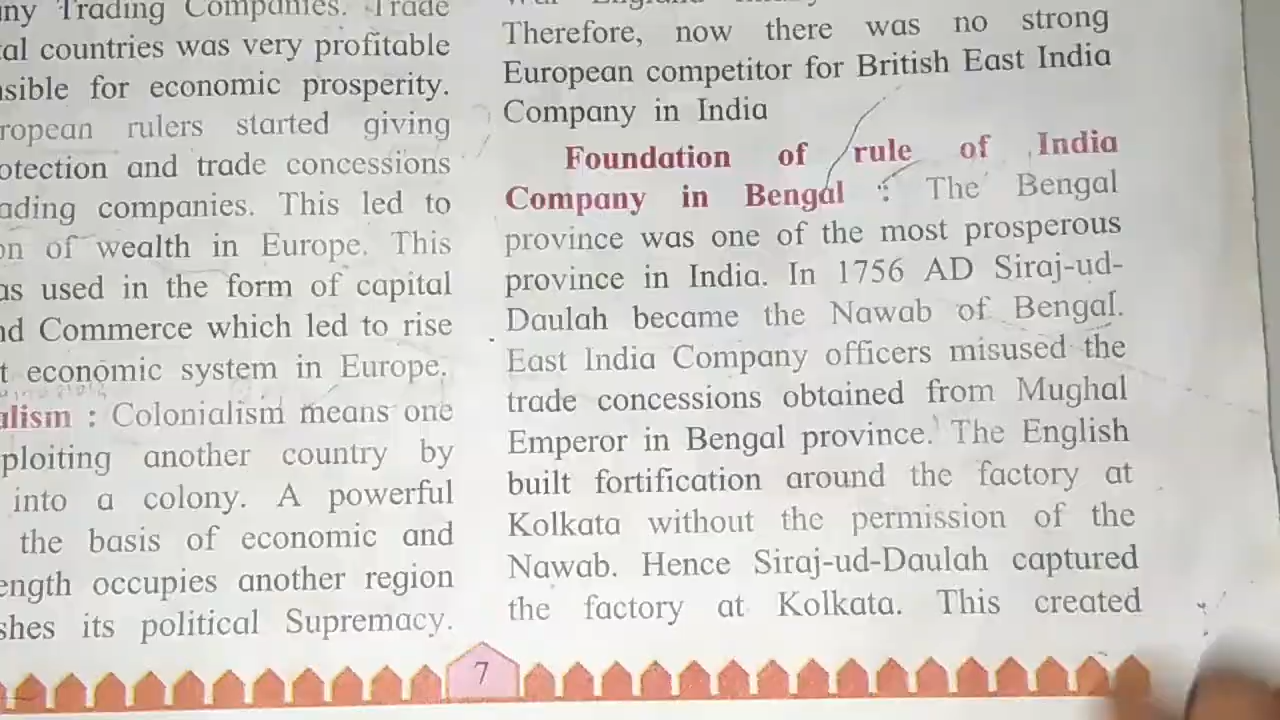 ny Trading Companies. Trade
al countries was very profitable
sible for economic prosperity.
ropean rulers started giving
otection and trade concessions
ading companies. This led to
on of wealth in Europe. This
as used in the form of capital
nd Commerce which led to rise
t economic system in Europe.
alism : Colonialism means one
ploiting another country by
into a colony. A powerful
the basis of economic and
ength occupies another region
shes its political Supremacy.
Therefore, now there was no strong
European competitor for British East India
Company in India
Foundation of rule of India
Company in Bengal : The Bengal
province was one of the most prosperous
province in India. In 1756 AD Siraj-ud-
Daulah became the Nawab of Bengal.
East India Company officers misused the
trade concessions obtained from Mughal
Emperor in Bengal province. The English
built fortification around the factory at
Kolkata without the permission of the
Nawab. Hence Siraj-ud-Daulah captured
the factory at Kolkata. This created
7